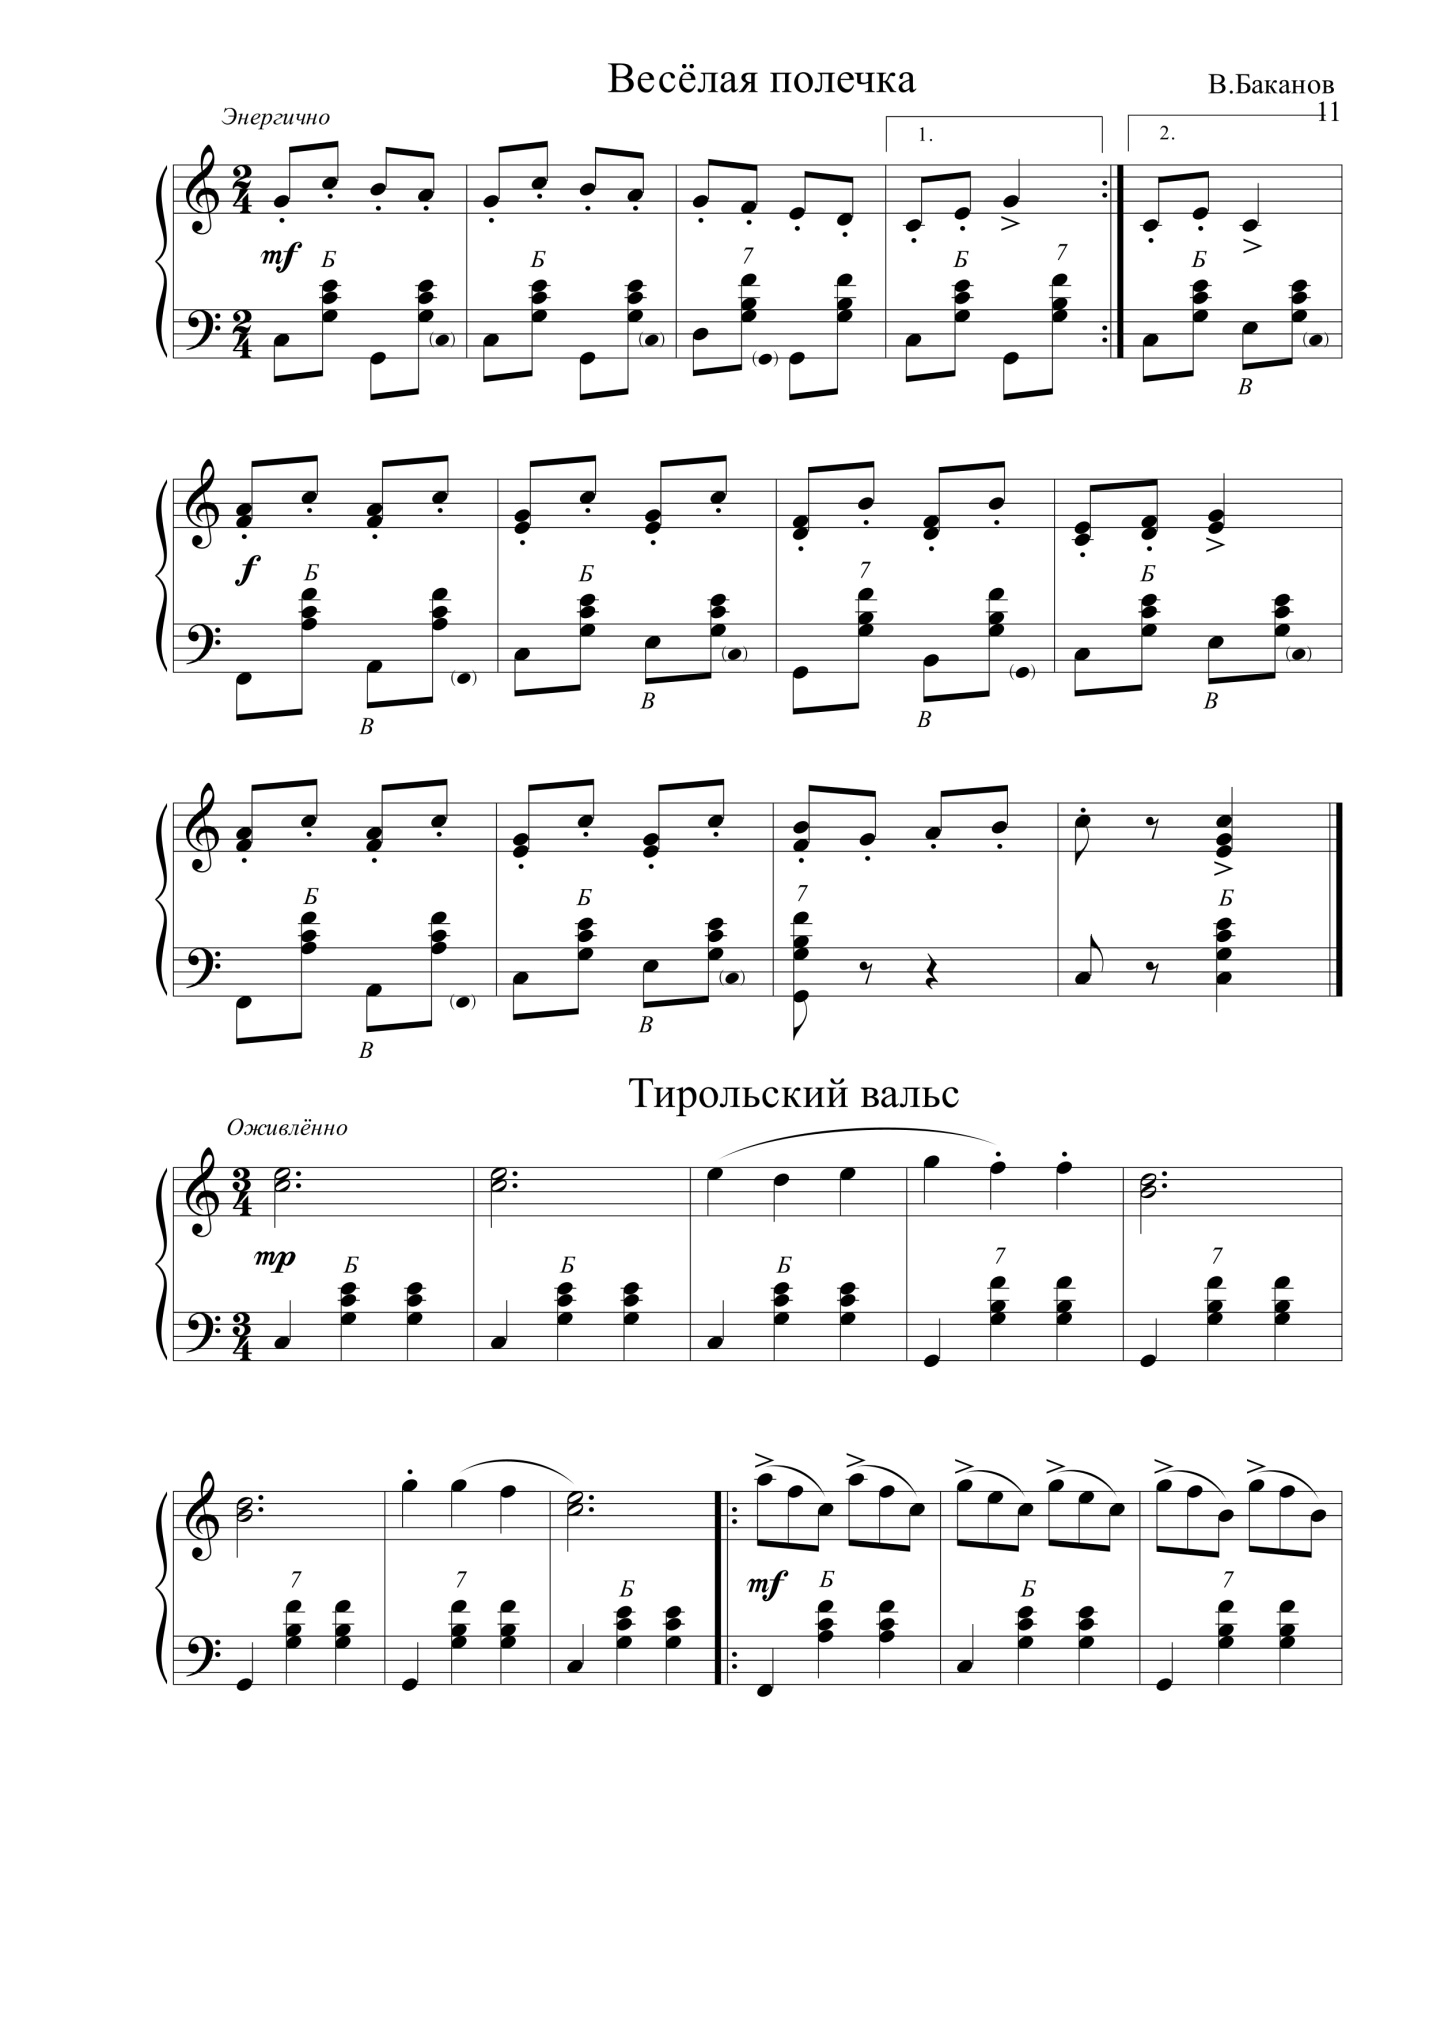 Весёлая полечка
В.Баканов
11
Энергично
1.
2.
mf
Б Б 7 Б 7 Б
В
f
Б Б 7 Б
В В В В
Б Б 7 Б
В В
Тирольский вальс
Оживлённо
mp
Б Б Б 7 7
7 7 Б mf Б Б 7